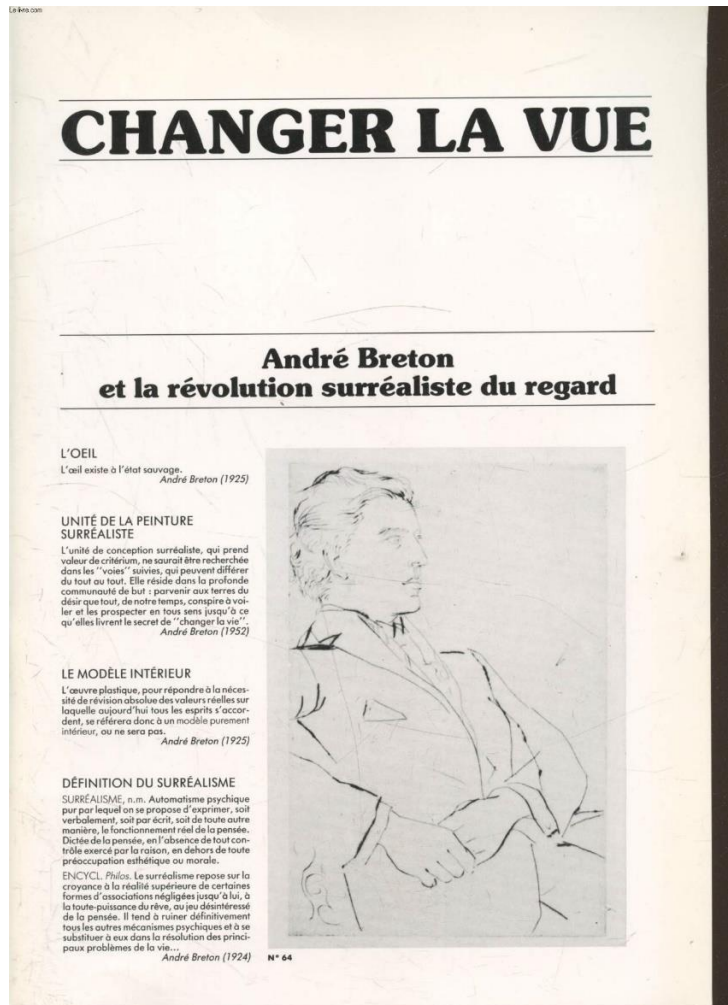 Le-livre.com
CHANGER LA VUE
André Breton
et la révolution surréaliste du regard
L'OEIL
L'œil existe à l'état sauvage.
André Breton (1925)
UNITÉ DE LA PEINTURE
SURRÉALISTE
L'unité de conception surréaliste, qui prend
valeur de critérium, ne saurait être recherchée
dans les "voies" suivies, qui peuvent différer
du tout au tout. Elle réside dans la profonde
communauté de but : parvenir aux terres du
désir que tout, de notre temps, conspire à voi-
ler et les prospecter en tous sens jusqu'à ce
qu'elles livrent le secret de "changer la vie".
André Breton (1952)
LE MODÈLE INTÉRIEUR
L'œuvre plastique, pour répondre à la néces-
sité de révision absolue des valeurs réelles sur
laquelle aujourd'hui tous les esprits s'accor-
dent, se référera donc à un modèle purement
intérieur, ou ne sera pas.
André Breton (1925)
DÉFINITION DU SURRÉALISME
SURRÉALISME, n.m. Automatisme psychique
pur par lequel on se propose d'exprimer, soit
verbalement, soit par écrit, soit de toute autre
manière, le fonctionnement réel de la pensée.
Dictée de la pensée, en l'absence de tout con-
trôle exercé par la raison, en dehors de toute
préoccupation esthétique ou morale.
ENCYCL. Philos. Le surréalisme repose sur la
croyance à la réalité supérieure de certaines
formes d'associations négligées jusqu'à lui, à
la toute-puissance du rêve, au jeu désintéressé
de la pensée. Il tend à ruiner définitivement
tous les autres mécanismes psychiques et à se
substituer à eux dans la résolution des princi-
paux problèmes de la vie...
André Breton (1924)
N° 64